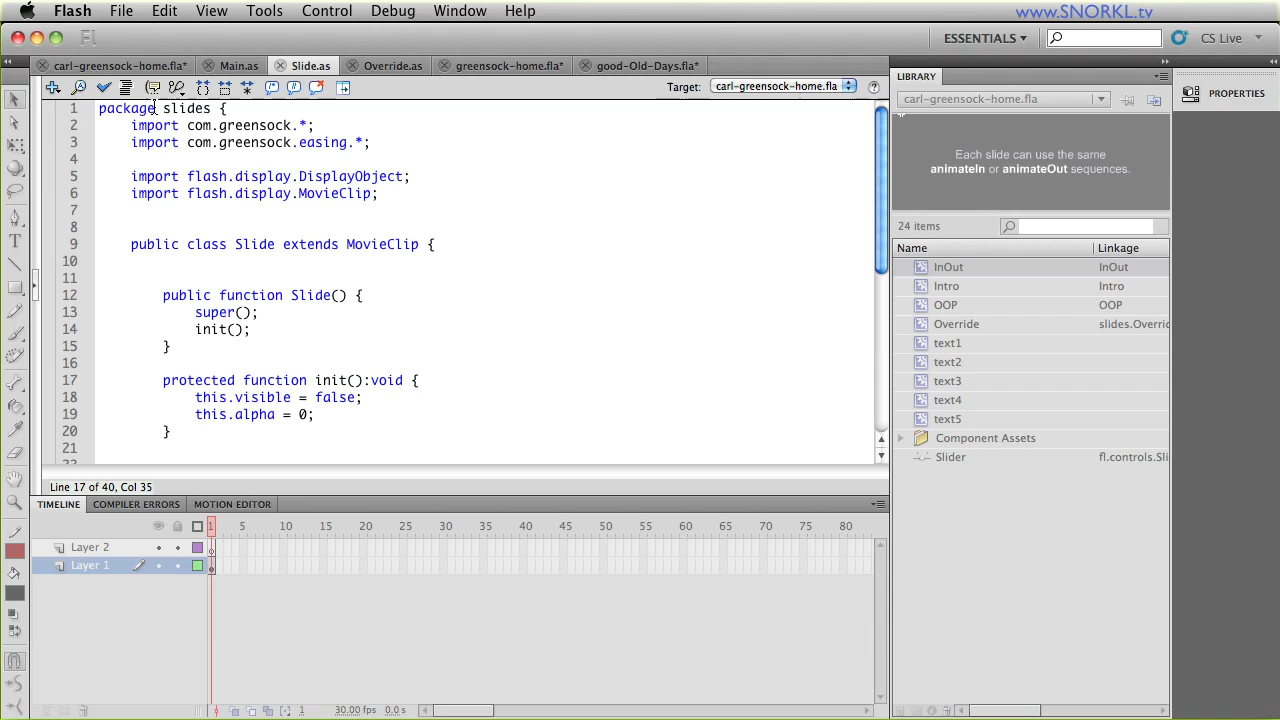 Flash File Edit View Tools Control Debug Window Help www.SNORKL.tv
Fl ESSENTIALS CS Live
carl-greensock-home.fla* Main.as Slide.as Override.as greensock-home.fla* good-Old-Days.fla*
Target: carl-greensock-home.fla
1 package slides {
2 import com.greensock.*;
3 import com.greensock.easing.*;
4
5 import flash.display.DisplayObject;
6 import flash.display.MovieClip;
7
8
9 public class Slide extends MovieClip {
10
11
12 public function Slide() {
13 super();
14 init();
15 }
16
17 protected function init():void {
18 this.visible = false;
19 this.alpha = 0;
20 }
21
Line 17 of 40, Col 35
TIMELINE COMPILER ERRORS MOTION EDITOR
1 5 10 15 20 25 30 35 40 45 50 55 60 65 70 75 80
Layer 2
Layer 1
1 30.00 fps 0.0 s
LIBRARY
carl-greensock-home.fla
Each slide can use the same
animateIn or animateOut sequences.
24 items
Name Linkage
InOut InOut
Intro Intro
OOP OOP
Override slides.Overri
text1
text2
text3
text4
text5
Component Assets
Slider fl.controls.Sli
PROPERTIES